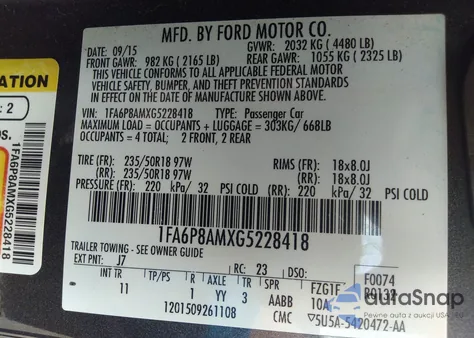 MFD. BY FORD MOTOR CO.
DATE: 09/15 GVWR: 2032 KG ( 4480 LB)
FRONT GAWR: 982 KG ( 2165 LB) REAR GAWR: 1055 KG ( 2325 LB)
THIS VEHICLE CONFORMS TO ALL APPLICABLE FEDERAL MOTOR
VEHICLE SAFETY, BUMPER, AND THEFT PREVENTION STANDARDS IN
EFFECT ON THE DATE OF MANUFACTURE SHOWN ABOVE.
VIN: 1FA6P8AMXG5228418 TYPE: Passenger Car
MAXIMUM LOAD = OCCUPANTS + LUGGAGE = 303KG/ 668LB
OCCUPANTS = 4 TOTAL; 2 FRONT, 2 REAR
TIRE (FR): 235/50R18 97W RIMS (FR): 18x8.0J
TIRE (RR): 235/50R18 97W RIMS (RR): 18x8.0J
PRESSURE (FR): 220 kPa/ 32 PSI COLD (RR): 220 kPa/ 32 PSI COLD
1FA6P8AMXG5228418
TRAILER TOWING - SEE OWNER GUIDE
EXT PNT: J7 RC: 23 DSO: F0074
INT TR TP/PS R AXLE TR SPR
11 1 YY 3 AABB 10A
1201509261108 CMC 5U5A-5420472-AA
: 2
1FA6P8AMXG5228418
AutoSnap